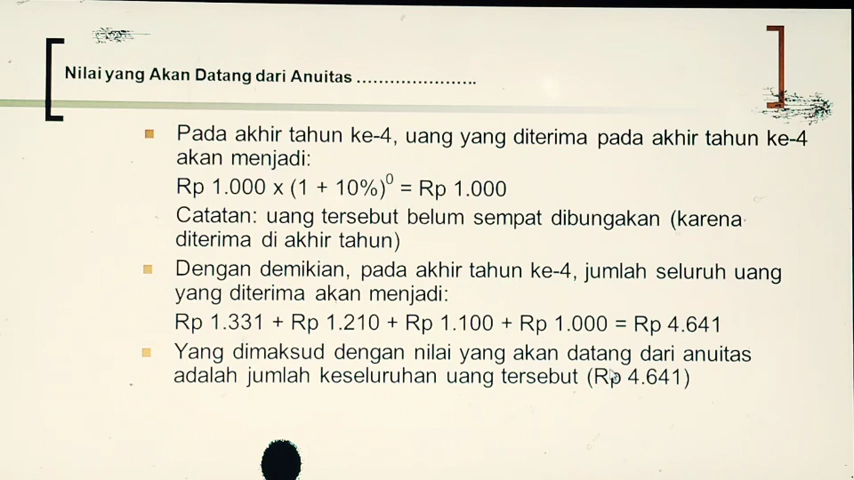 Nilai yang Akan Datang dari Anuitas ......................
Pada akhir tahun ke-4, uang yang diterima pada akhir tahun ke-4
akan menjadi:
Rp 1.000 x (1 + 10%)⁰ = Rp 1.000
Catatan: uang tersebut belum sempat dibungakan (karena
diterima di akhir tahun)
Dengan demikian, pada akhir tahun ke-4, jumlah seluruh uang
yang diterima akan menjadi:
Rp 1.331 + Rp 1.210 + Rp 1.100 + Rp 1.000 = Rp 4.641
Yang dimaksud dengan nilai yang akan datang dari anuitas
adalah jumlah keseluruhan uang tersebut (Rp 4.641)